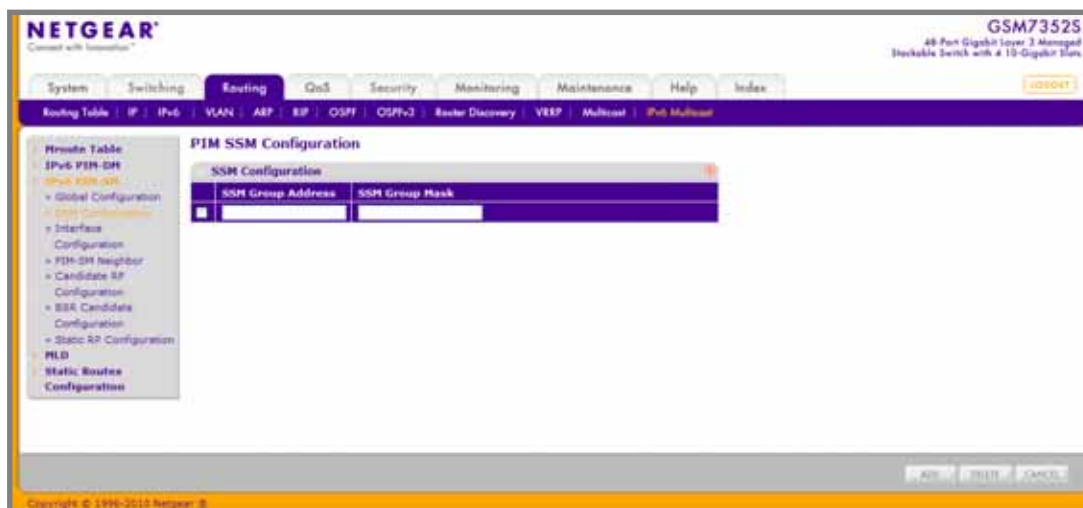 NETGEAR®
Connect with Innovation™
GSM7352S
48-Port Gigabit Layer 3 Managed
Stackable Switch with 4 10-Gigabit Slots
System Switching Routing QoS Security Monitoring Maintenance Help Index
LOGOUT
Routing Table | IP | IPv6 | VLAN | ARP | RIP | OSPF | OSPFv3 | Router Discovery | VRRP | Multicast | IPv6 Multicast
Mroute Table
IPv6 PIM-DM
IPv6 PIM-SM
» Global Configuration
» SSM Configuration
» Interface
Configuration
» PIM-SM Neighbor
» Candidate RP
Configuration
» BSR Candidate
Configuration
» Static RP Configuration
MLD
Static Routes
Configuration
PIM SSM Configuration
SSM Configuration
SSM Group Address SSM Group Mask
ADD DELETE CANCEL
Copyright © 1996-2010 Netgear ®